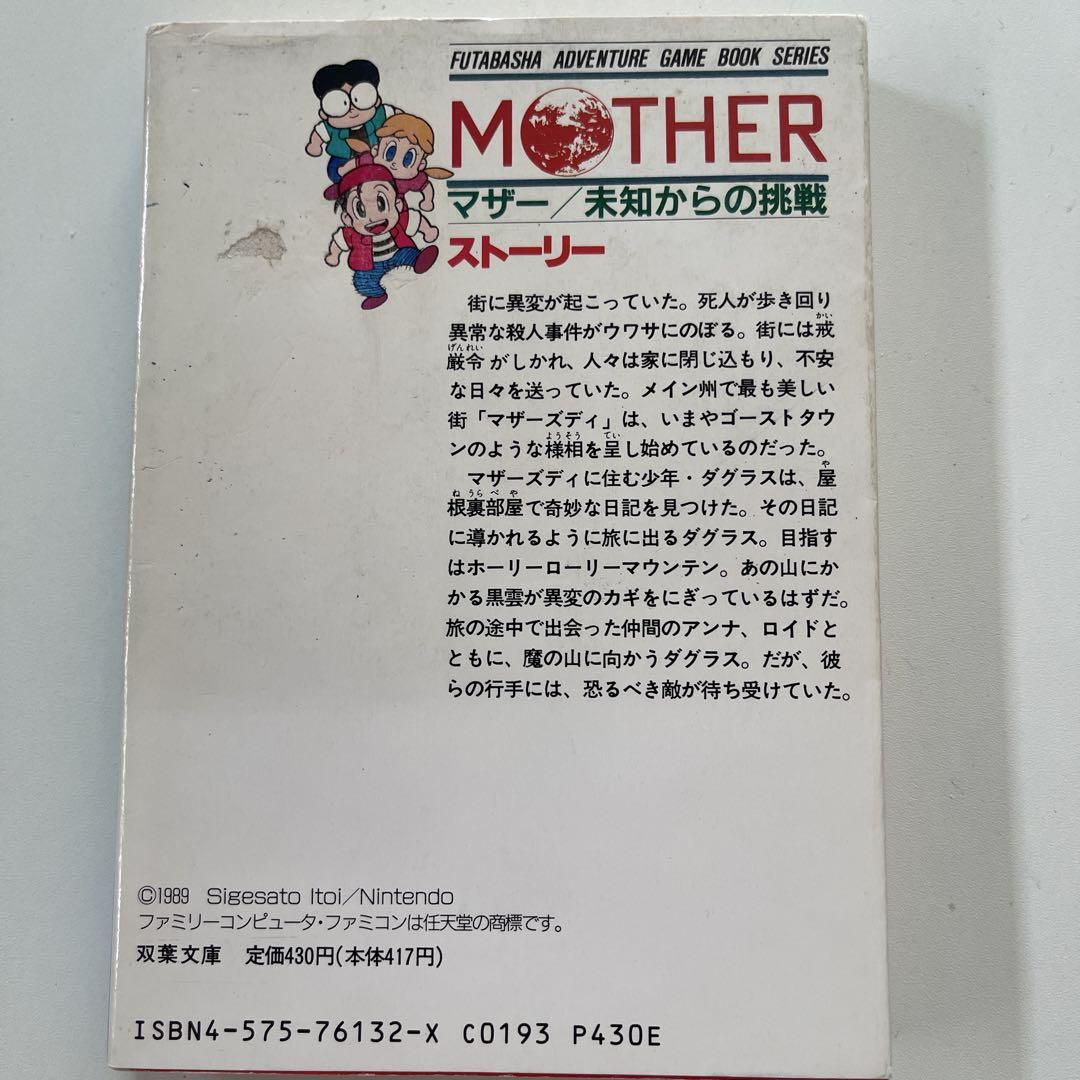 FUTABASHA ADVENTURE GAME BOOK SERIES
MOTHER
マザー/未知からの挑戦
ストーリー
街に異変が起こっていた。死人が歩き回り
異常な殺人事件がウワサにのぼる。街には戒
厳令がしかれ、人々は家に閉じ込もり、不安
な日々を送っていた。メイン州で最も美しい
街「マザーズディ」は、いまやゴーストタウ
ンのような様相を呈し始めているのだった。
マザーズディに住む少年・ダグラスは、屋
根裏部屋で奇妙な日記を見つけた。その日記
に導かれるように旅に出るダグラス。目指す
はホーリーローリーマウンテン。あの山にか
かる黒雲が異変のカギをにぎっているはずだ。
旅の途中で出会った仲間のアンナ、ロイドと
ともに、魔の山に向かうダグラス。だが、彼
らの行手には、恐るべき敵が待ち受けていた。
©1989 Sigesato Itoi/Nintendo
ファミリーコンピュータ・ファミコンは任天堂の商標です。
双葉文庫 定価430円(本体417円)
ISBN4-575-76132-X C0193 P430E